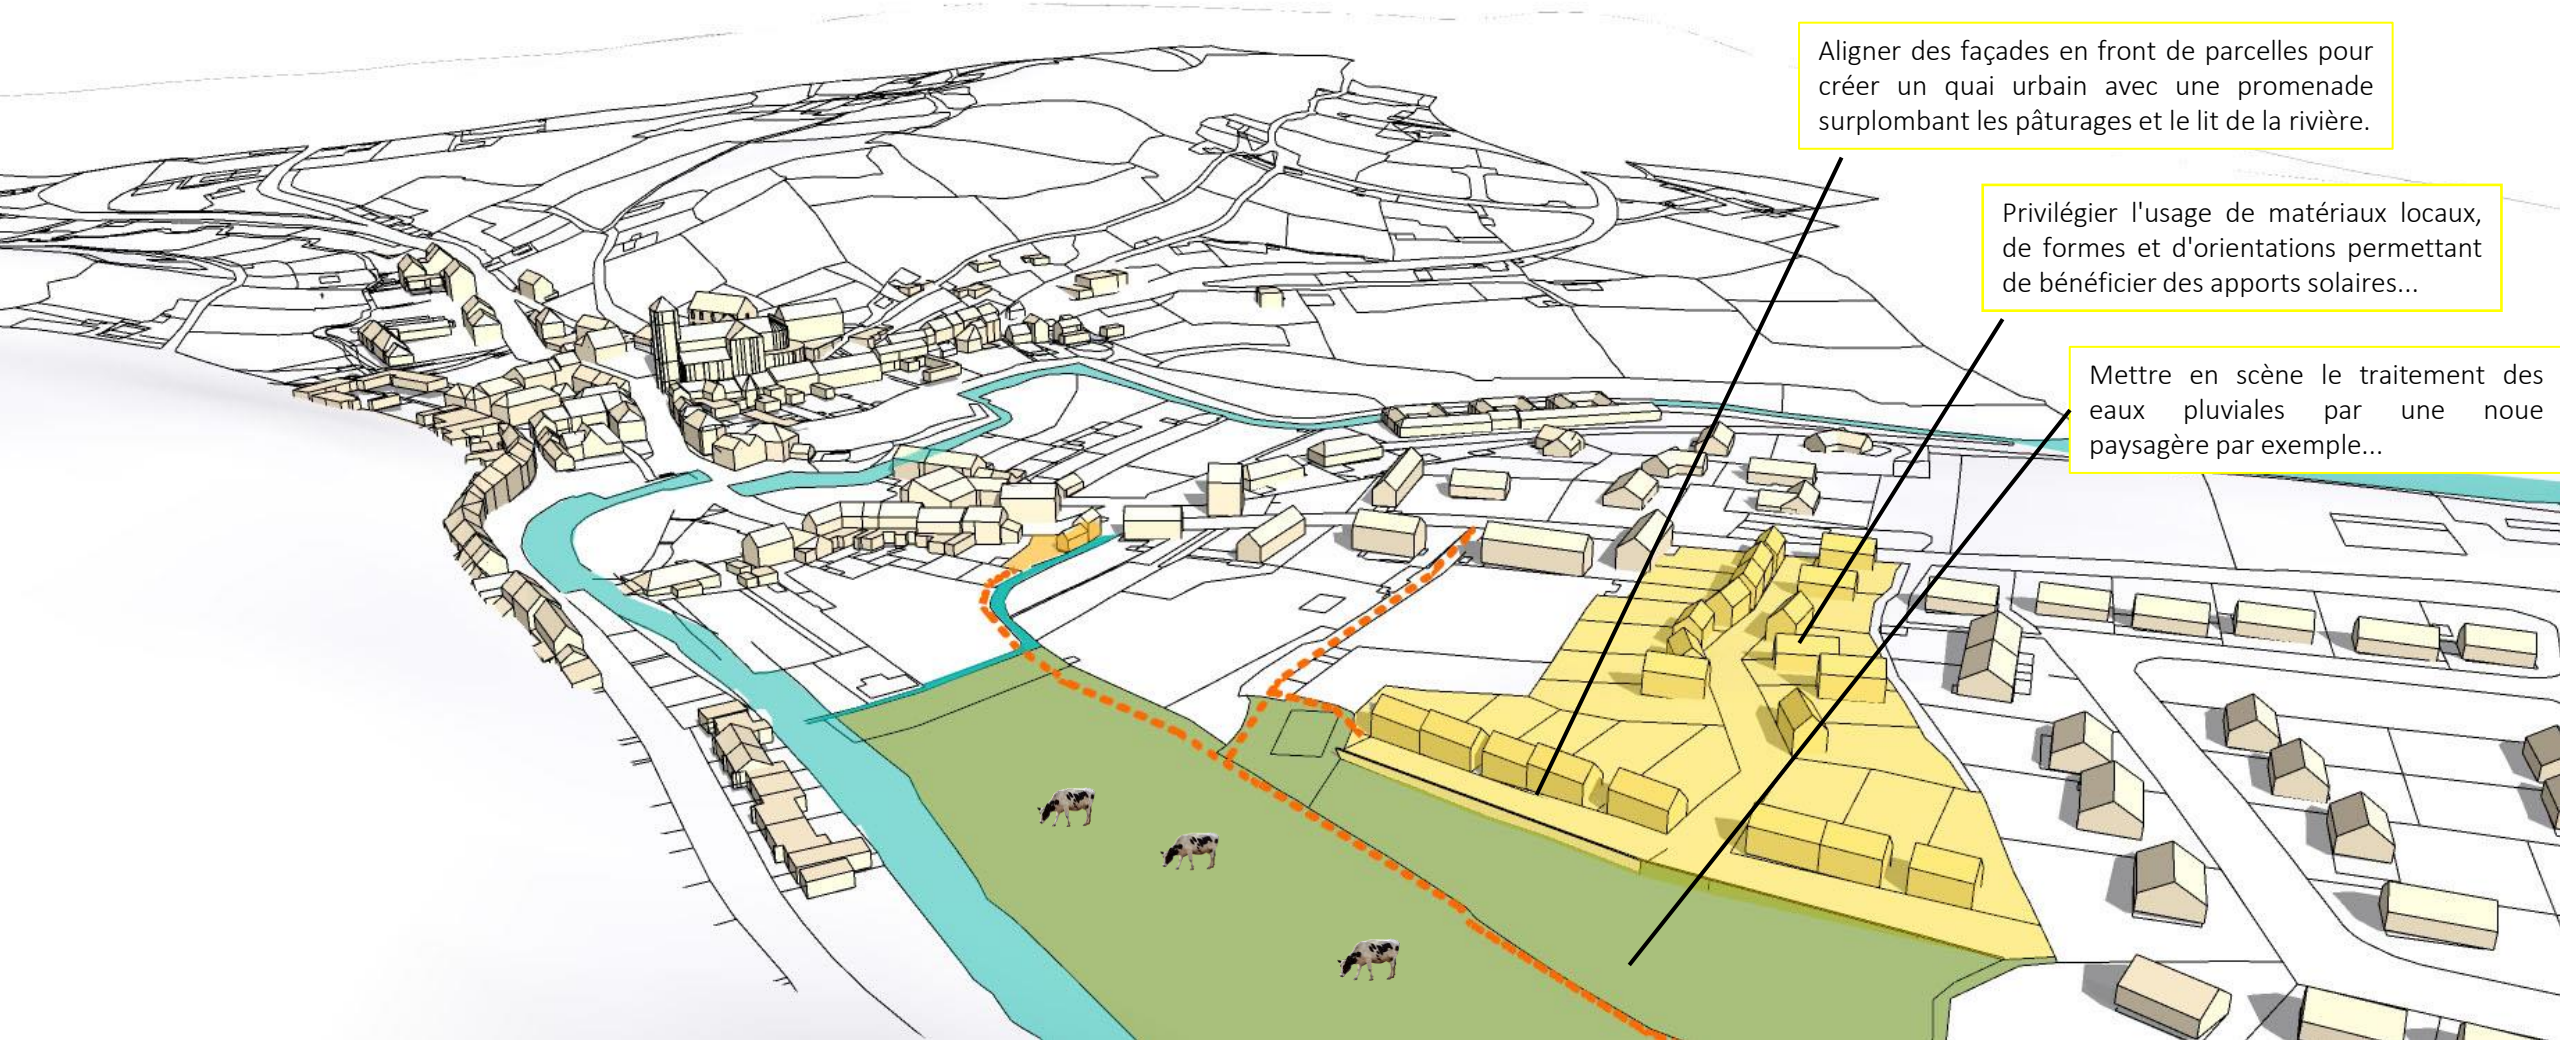 Aligner des façades en front de parcelles pour
créer un quai urbain avec une promenade
surplombant les pâturages et le lit de la rivière.
Privilégier l'usage de matériaux locaux,
de formes et d'orientations permettant
de bénéficier des apports solaires...
Mettre en scène le traitement des
eaux pluviales par une noue
paysagère par exemple...